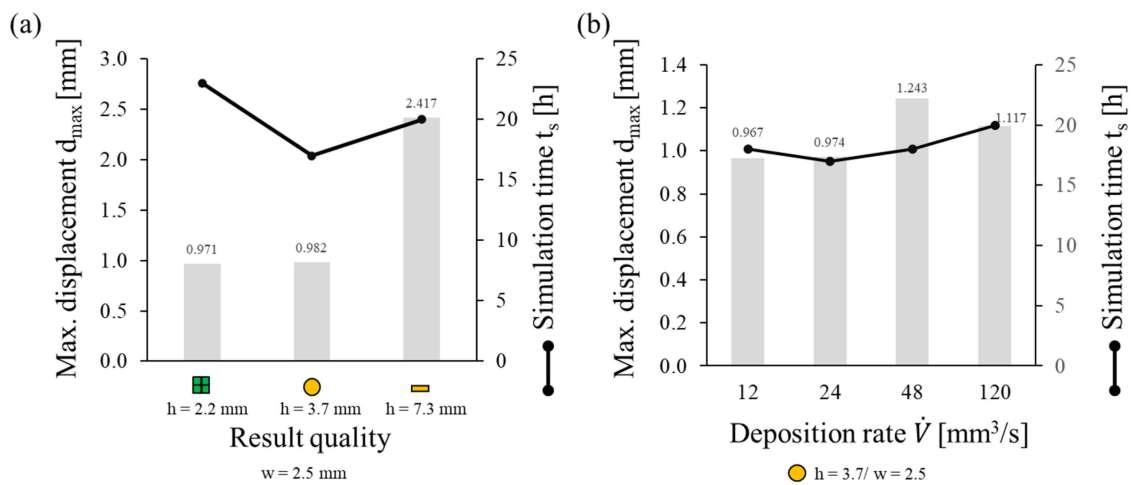 (a)
Max. displacement d_max [mm]
3.0
2.5
2.0
1.5
1.0
0.5
0.0
0.971
0.982
2.417
25
20
15
10
5
0
Simulation time t_s [h]
h = 2.2 mm
h = 3.7 mm
h = 7.3 mm
Result quality
w = 2.5 mm
(b)
Max. displacement d_max [mm]
1.4
1.2
1.0
0.8
0.6
0.4
0.2
0.0
0.967
0.974
1.243
1.117
25
20
15
10
5
0
Simulation time t_s [h]
12 24 48 120
Deposition rate V̇ [mm³/s]
h = 3.7/ w = 2.5